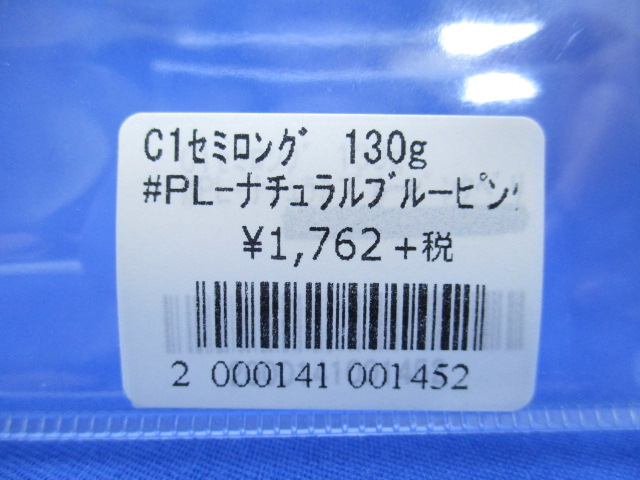 C1ｾﾐﾛﾝｸﾞ 130g
#PL-ナチュラルブルーピン
¥1,762+税
2 000141 001452